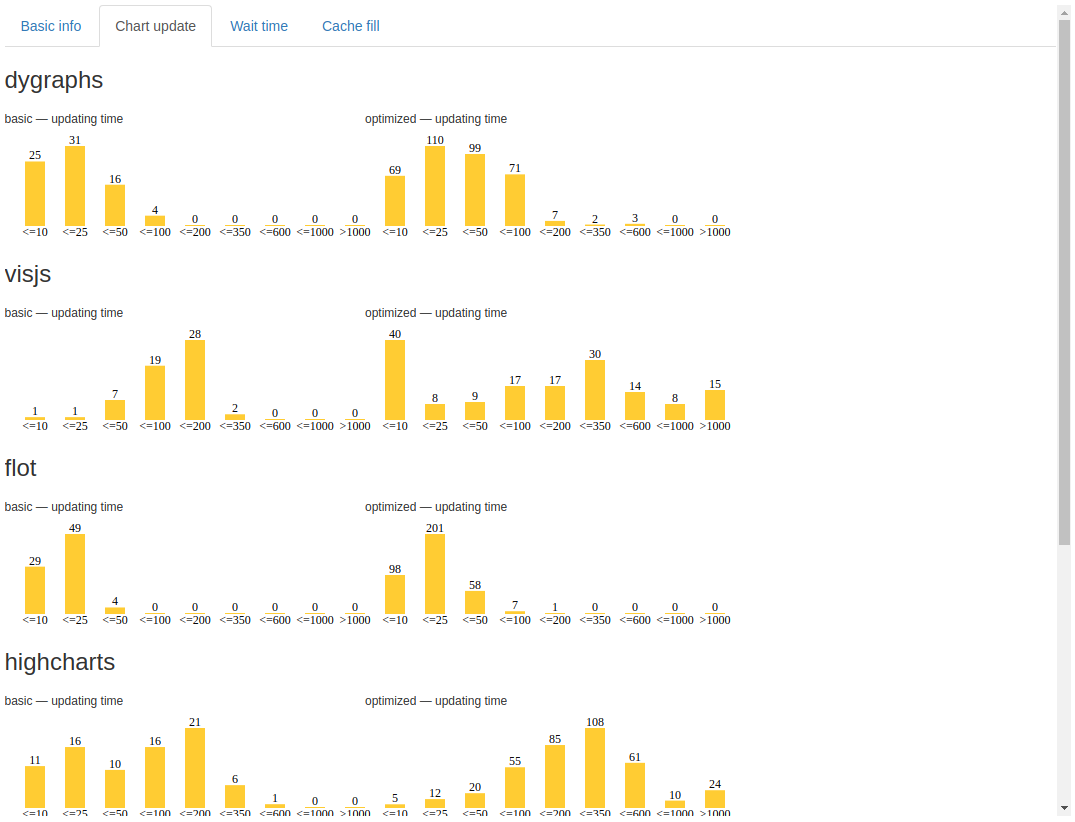 Basic info Chart update Wait time Cache fill
dygraphs
basic — updating time optimized — updating time
25 31 16 4 0 0 0 0 0 69 110 99 71 7 2 3 0 0
<=10 <=25 <=50 <=100 <=200 <=350 <=600 <=1000 >1000 <=10 <=25 <=50 <=100 <=200 <=350 <=600 <=1000 >1000
visjs
basic — updating time optimized — updating time
1 1 7 19 28 2 0 0 0 40 8 9 17 17 30 14 8 15
<=10 <=25 <=50 <=100 <=200 <=350 <=600 <=1000 >1000 <=10 <=25 <=50 <=100 <=200 <=350 <=600 <=1000 >1000
flot
basic — updating time optimized — updating time
29 49 4 0 0 0 0 0 0 98 201 58 7 1 0 0 0 0
<=10 <=25 <=50 <=100 <=200 <=350 <=600 <=1000 >1000 <=10 <=25 <=50 <=100 <=200 <=350 <=600 <=1000 >1000
highcharts
basic — updating time optimized — updating time
11 16 10 16 21 6 1 0 0 5 12 20 55 85 108 61 10 24
<=10 <=25 <=50 <=100 <=200 <=350 <=600 <=1000 >1000 <=10 <=25 <=50 <=100 <=200 <=350 <=600 <=1000 >1000